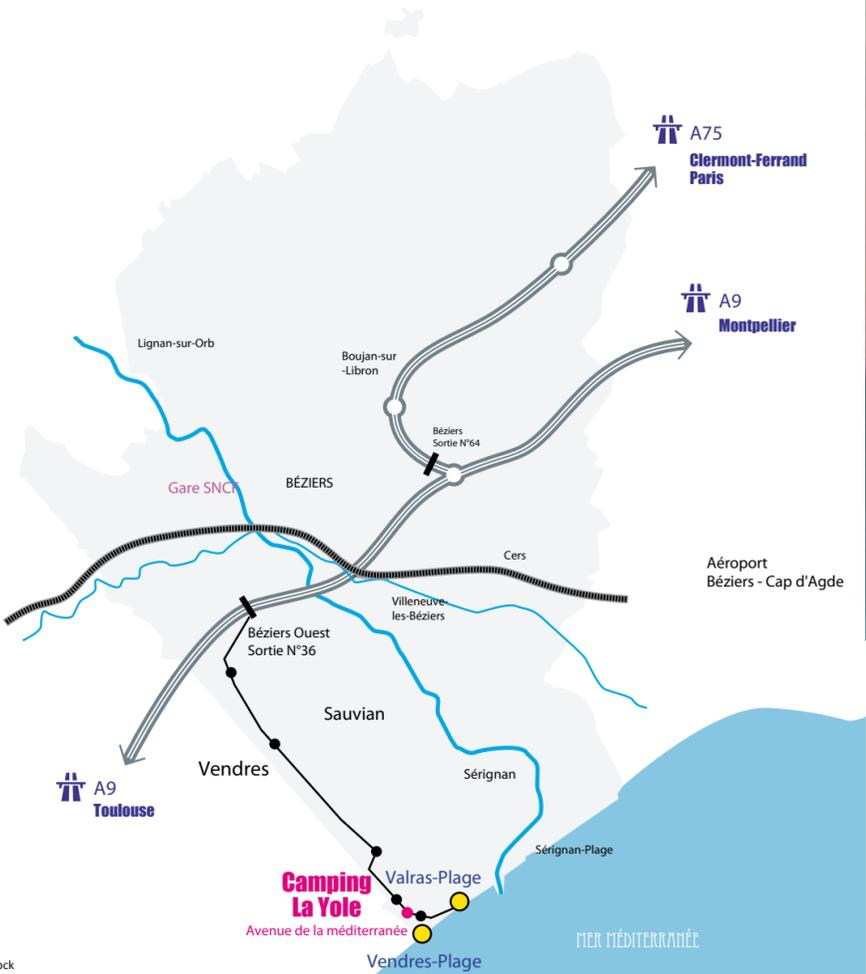 A75
Clermont-Ferrand
Paris
A9
Montpellier
Lignan-sur-Orb
Boujan-sur
-Libron
Béziers
Sortie N°64
Gare SNCF
BÉZIERS
Cers
Aéroport
Béziers - Cap d'Agde
Villeneuve-
les-Béziers
Béziers Ouest
Sortie N°36
Sauvian
Vendres
Sérignan
A9
Toulouse
Sérignan-Plage
Camping
La Yole
Valras-Plage
Avenue de la méditerranée
MER MÉDITERRANÉE
Vendres-Plage
ock